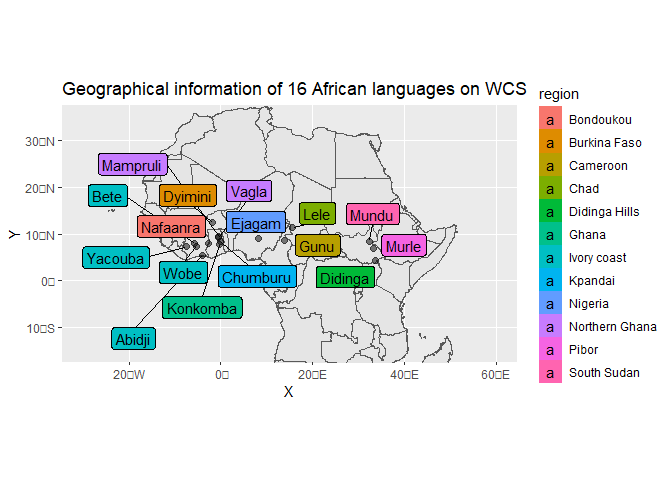 Geographical information of 16 African languages on WCS
region
a Bondoukou
a Burkina Faso
a Cameroon
a Chad
a Didinga Hills
a Ghana
a Ivory coast
a Kpandai
a Nigeria
a Northern Ghana
a Pibor
a South Sudan
Y
30□N
20□N
10□N
0□
10□S
Mampruli
Bete
Dyimini
Vagla
Nafaanra
Ejagam
Lele
Mundu
Yacouba
Wobe
Gunu
Murle
Chumburu
Didinga
Konkomba
Abidji
20□W
0□
20□E
40□E
60□E
X